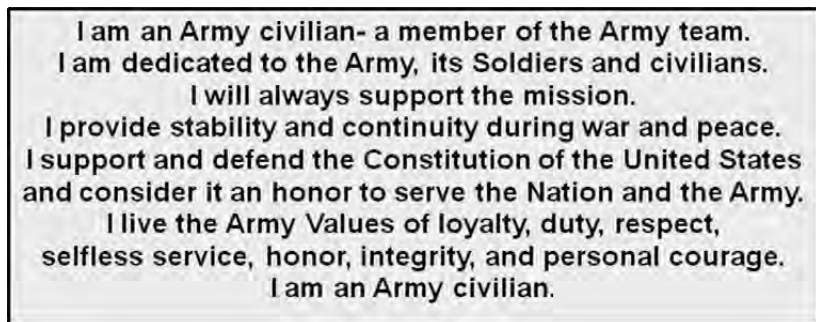 I am an Army civilian- a member of the Army team.
I am dedicated to the Army, its Soldiers and civilians.
I will always support the mission.
I provide stability and continuity during war and peace.
I support and defend the Constitution of the United States
and consider it an honor to serve the Nation and the Army.
I live the Army Values of loyalty, duty, respect,
selfless service, honor, integrity, and personal courage.
I am an Army civilian.